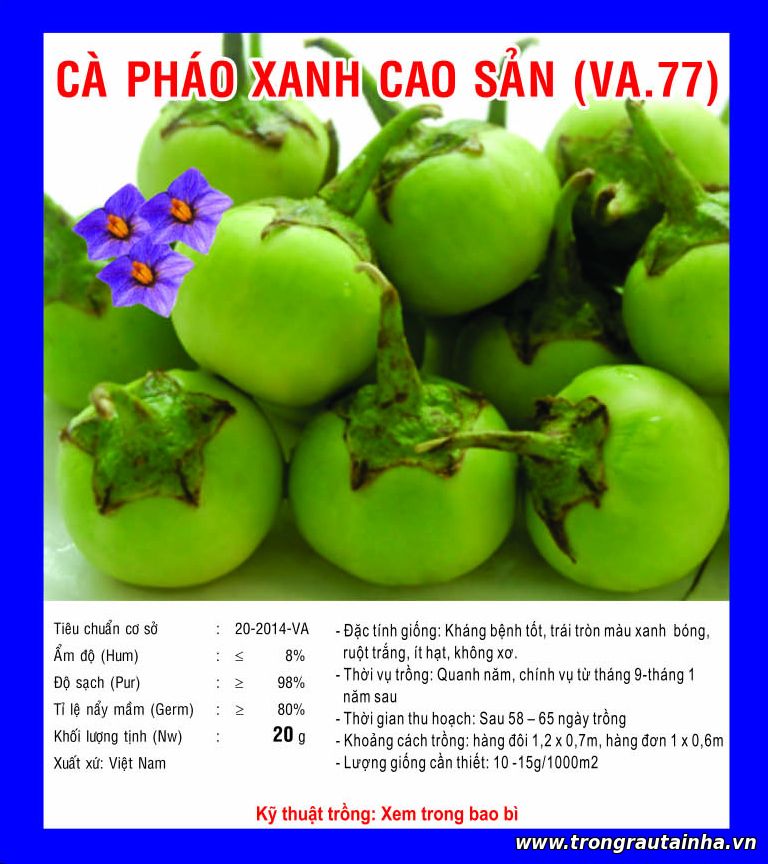 CÀ PHÁO XANH CAO SẢN (VA.77)
Tiêu chuẩn cơ sở : 20-2014-VA
Ẩm độ (Hum) : ≤ 8%
Độ sạch (Pur) : ≥ 98%
Tỉ lệ nẩy mầm (Germ) : ≥ 80%
Khối lượng tịnh (Nw) : 20 g
Xuất xứ: Việt Nam
- Đặc tính giống: Kháng bệnh tốt, trái tròn màu xanh bóng,
ruột trắng, ít hạt, không xơ.
- Thời vụ trồng: Quanh năm, chính vụ từ tháng 9-tháng 1
năm sau
- Thời gian thu hoạch: Sau 58 – 65 ngày trồng
- Khoảng cách trồng: hàng đôi 1,2 x 0,7m, hàng đơn 1 x 0,6m
- Lượng giống cần thiết: 10 -15g/1000m2
Kỹ thuật trồng: Xem trong bao bì
www.trongrautainha.vn